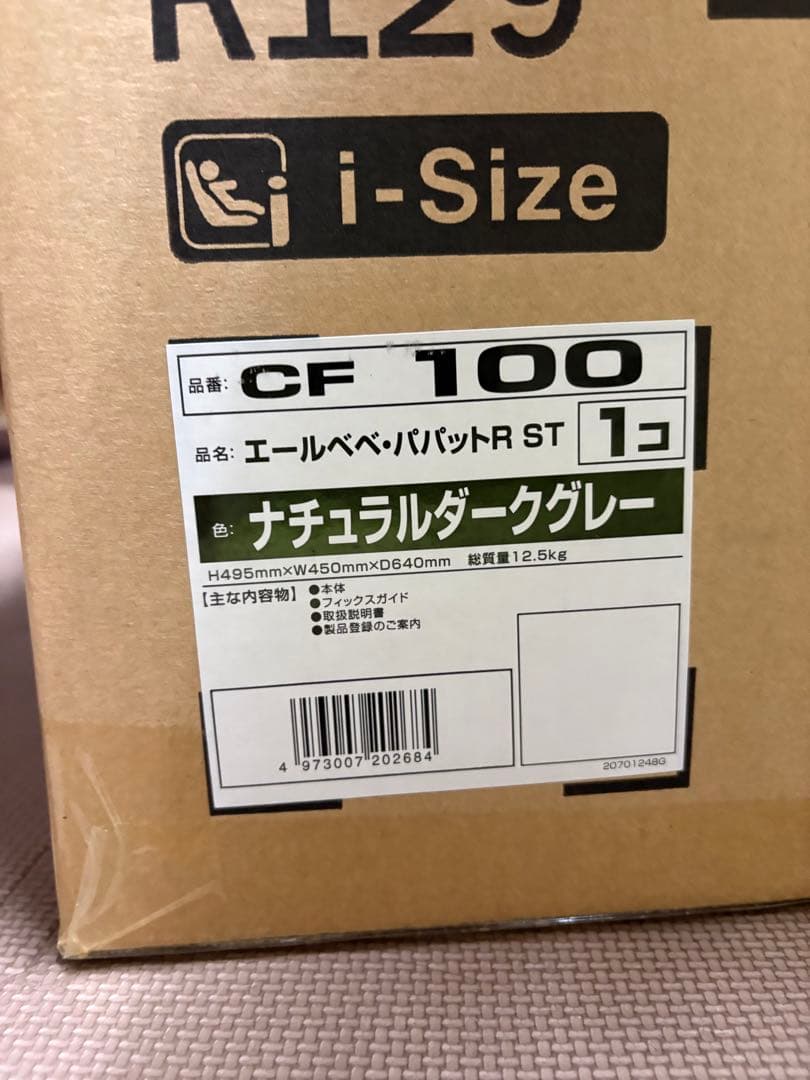 R129
i-Size
品番: CF 100
品名: エールベベ・パパットR ST 1コ
色: ナチュラルダークグレー
H495mm×W450mm×D640mm 総質量12.5kg
【主な内容物】 ●本体
●フィックスガイド
●取扱説明書
●製品登録のご案内
4 973007 202684
20701248G